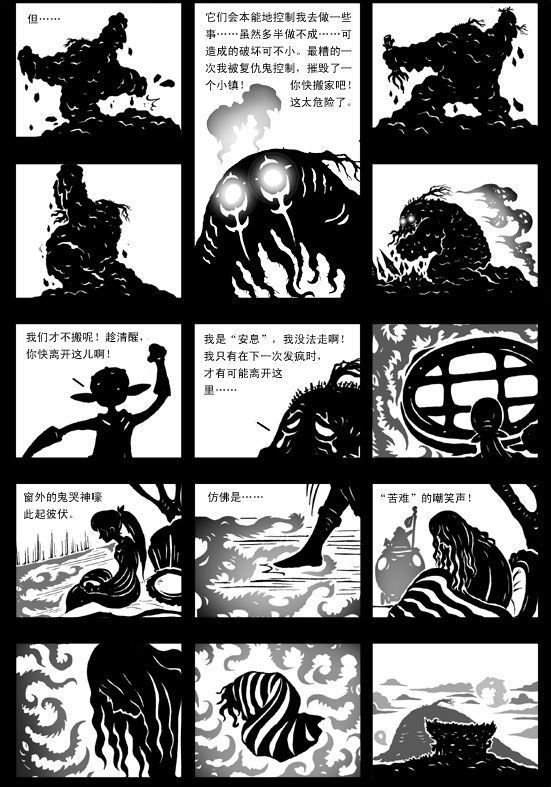 但……
它们会本能地控制我去做一些
事……虽然多半做不成……可
造成的破坏可不小。最糟的一
次我被复仇鬼控制，摧毁了一
个小镇！ 你快搬家吧！
这太危险了。
我们才不搬呢！趁清醒，
你快离开这儿啊！
我是“安息”，我没法走啊！
我只有在下一次发疯时，
才有可能离开这
里……
窗外的鬼哭神嚎
此起彼伏。
仿佛是……
“苦难”的嘲笑声！